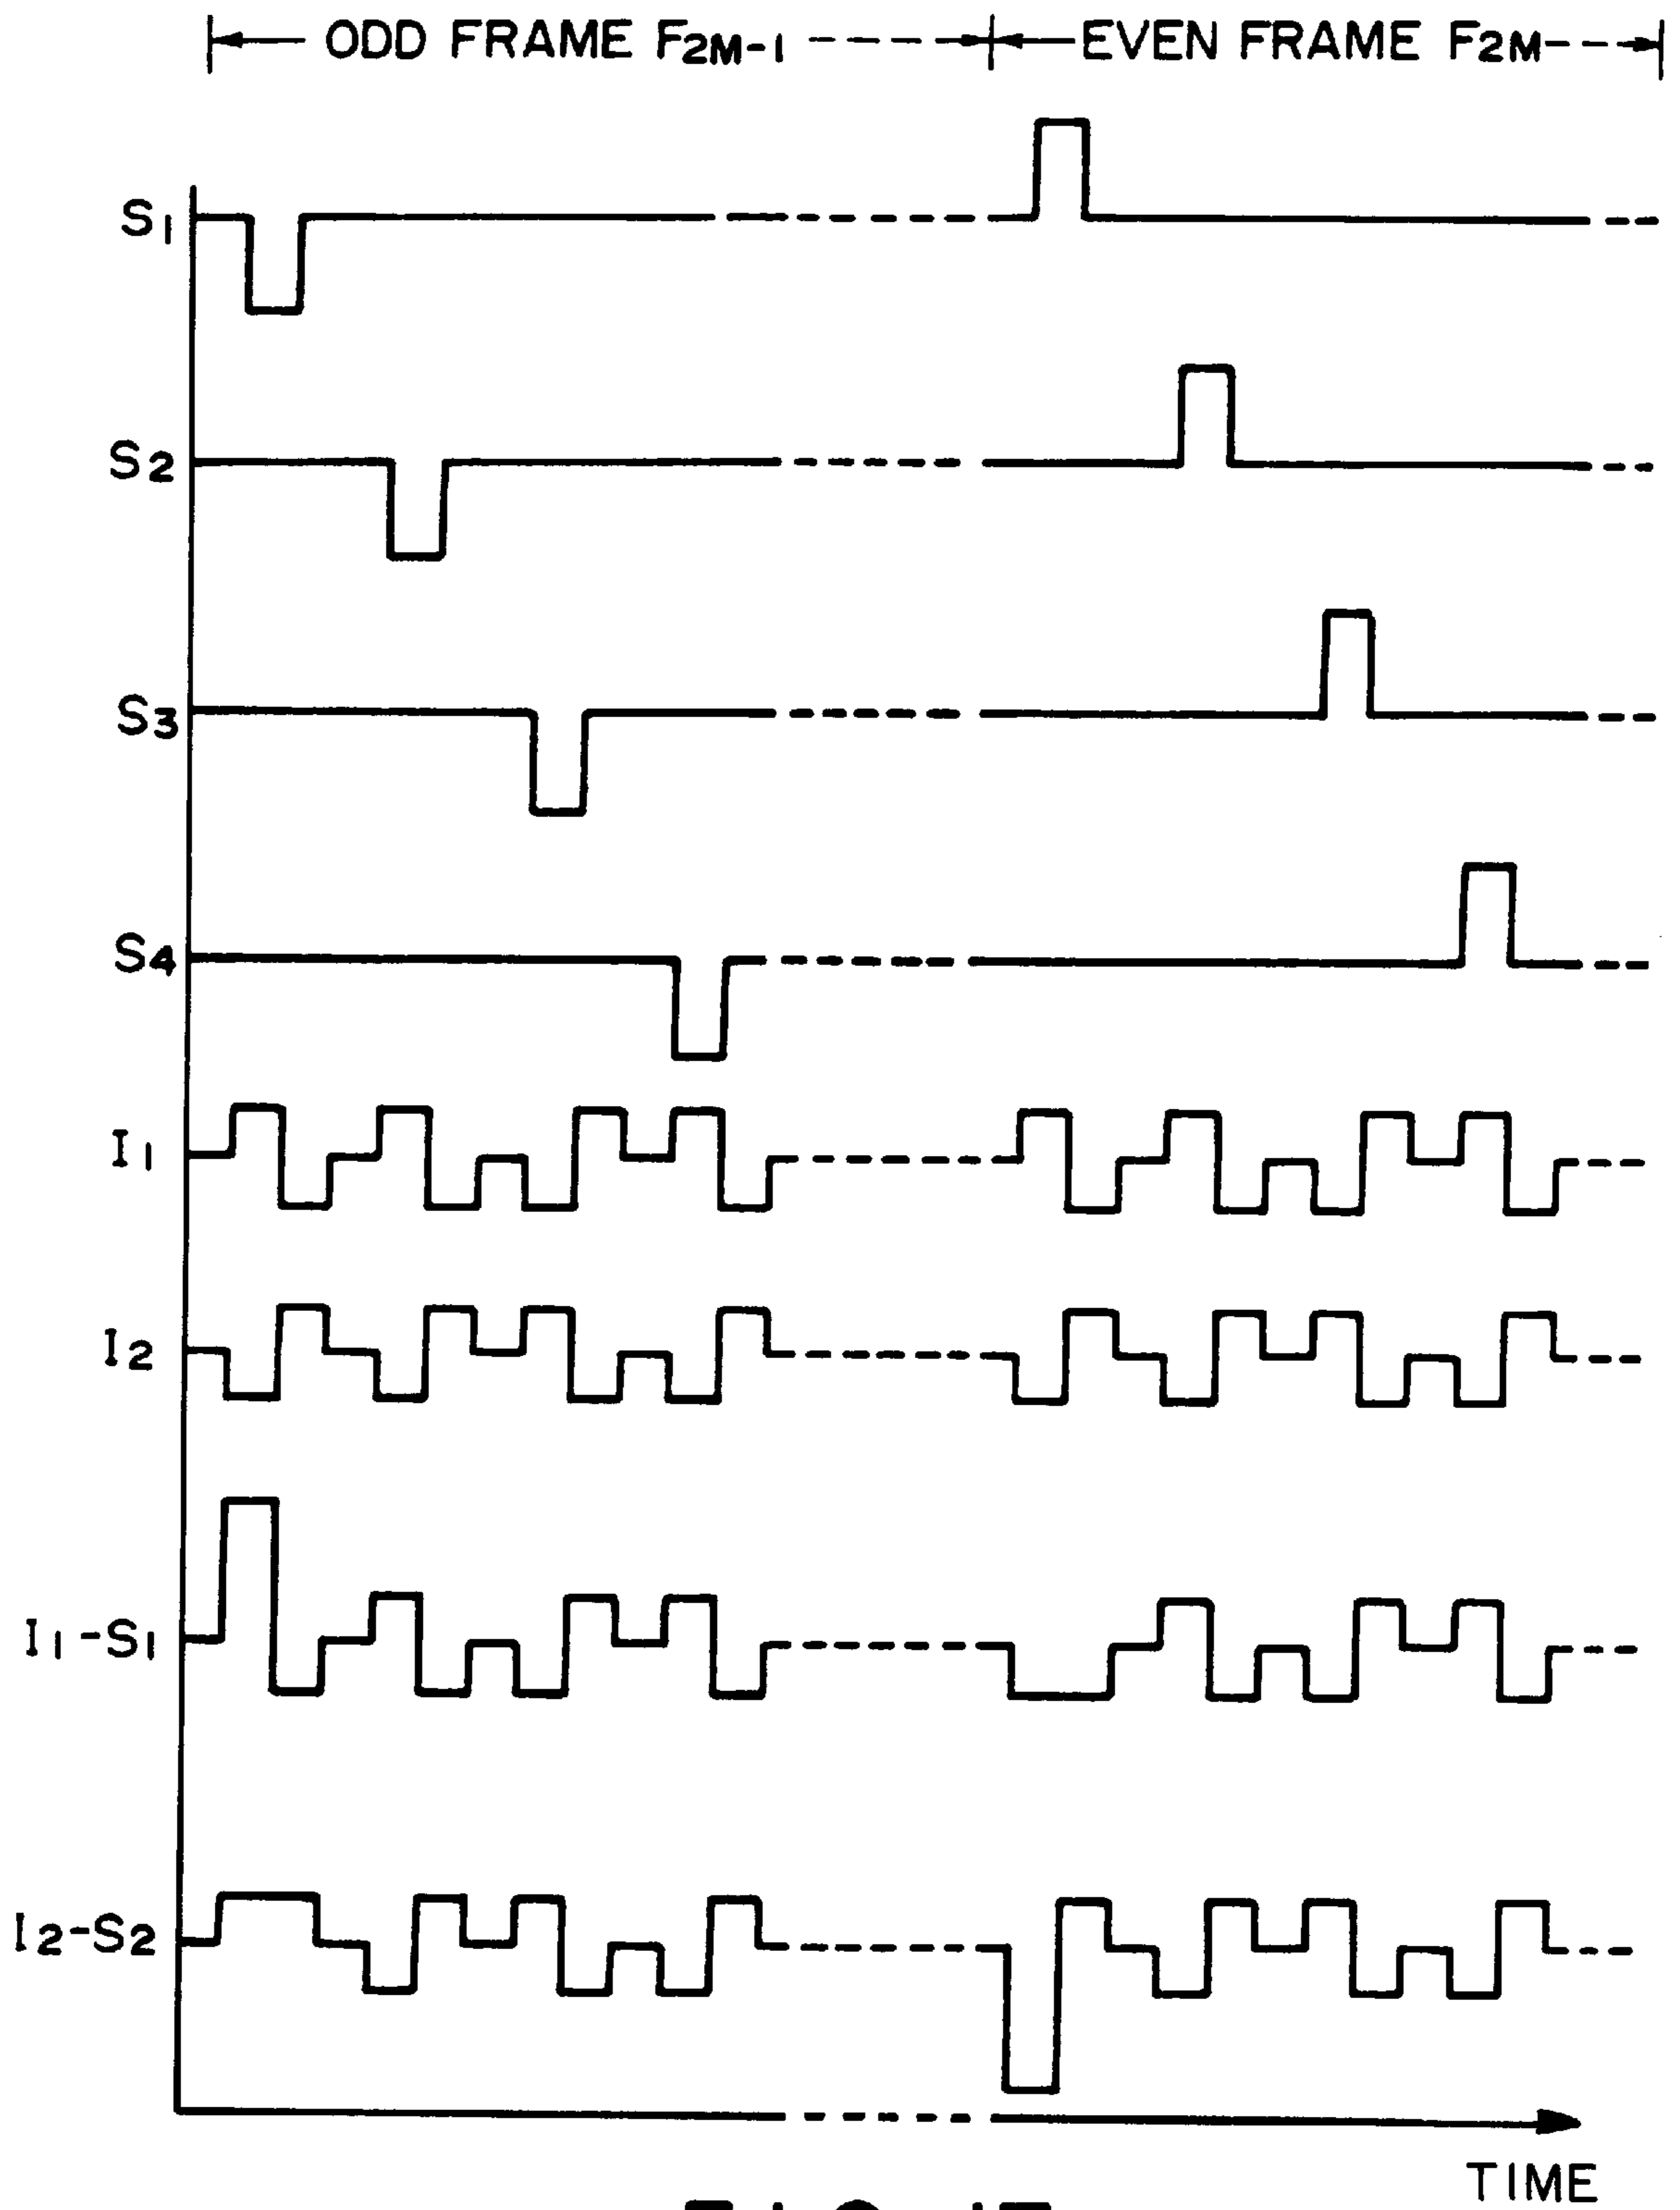 ODD FRAME F2M-1
EVEN FRAME F2M
S1
S2
S3
S4
I1
I2
I1-S1
I2-S2
TIME